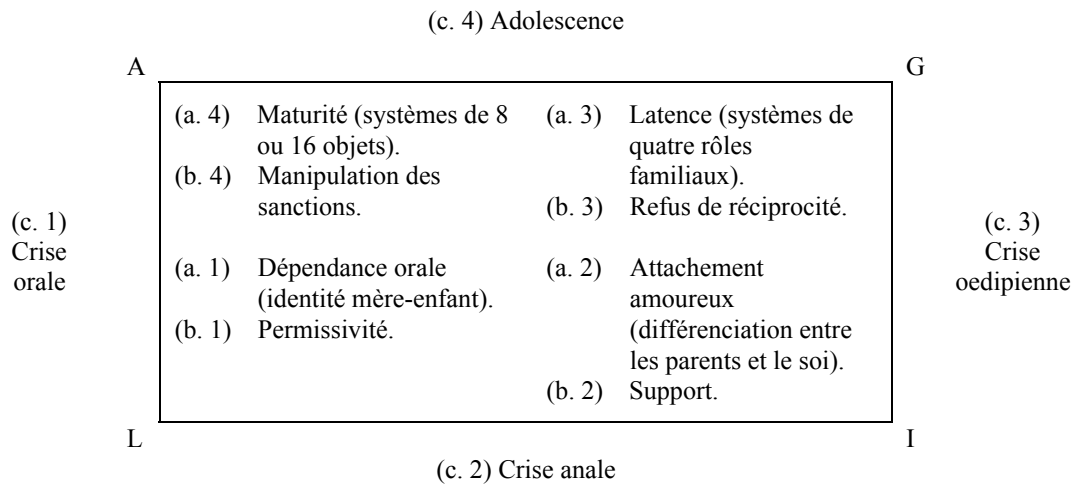 (c. 4) Adolescence
A
G
(a. 4) Maturité (systèmes de 8
ou 16 objets).
(b. 4) Manipulation des
sanctions.
(a. 3) Latence (systèmes de
quatre rôles
familiaux).
(b. 3) Refus de réciprocité.
(c. 1)
Crise
orale
(a. 1) Dépendance orale
(identité mère-enfant).
(b. 1) Permissivité.
(a. 2) Attachement
amoureux
(différenciation entre
les parents et le soi).
(b. 2) Support.
(c. 3)
Crise
oedipienne
L
I
(c. 2) Crise anale